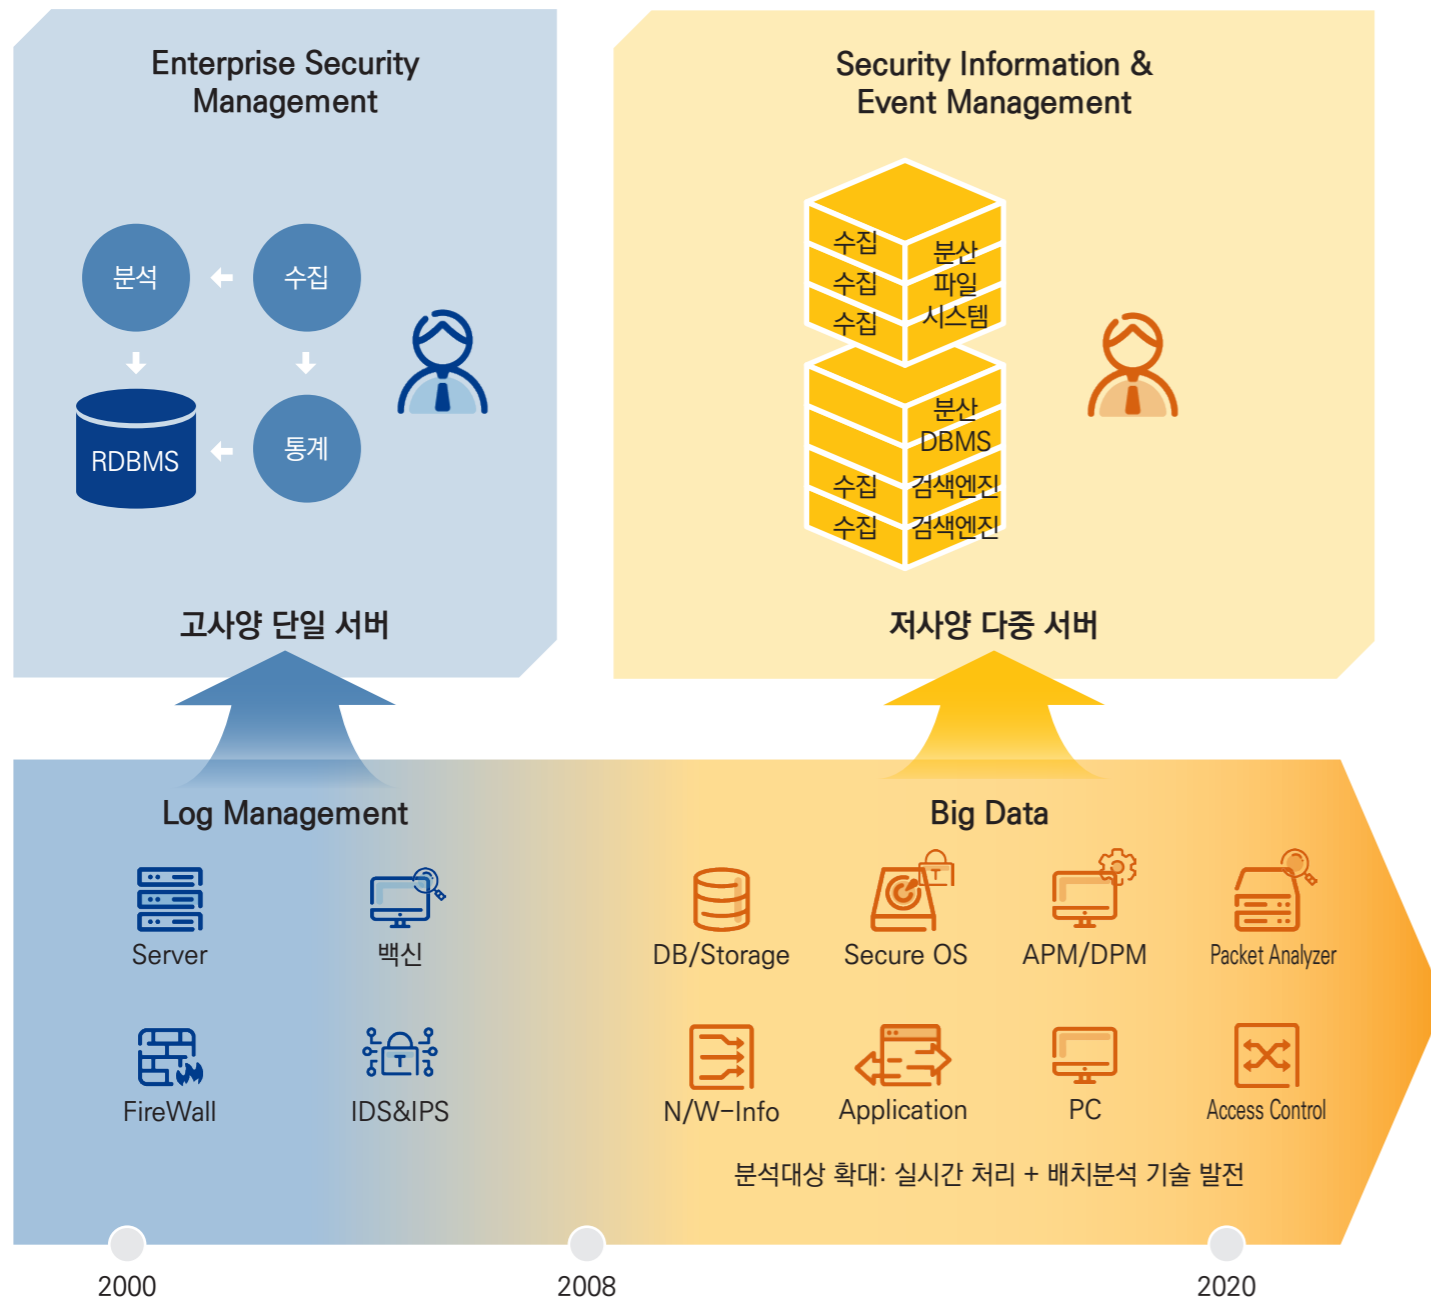 Enterprise Security
Management
분석
수집
RDBMS
통계
고사양 단일 서버
Security Information &
Event Management
수집
수집
수집
분산
파일
시스템
분산
DBMS
수집
검색엔진
수집
검색엔진
저사양 다중 서버
Log Management
Server
백신
FireWall
IDS&IPS
Big Data
DB/Storage
Secure OS
APM/DPM
Packet Analyzer
N/W-Info
Application
PC
Access Control
분석대상 확대: 실시간 처리 + 배치분석 기술 발전
2000
2008
2020